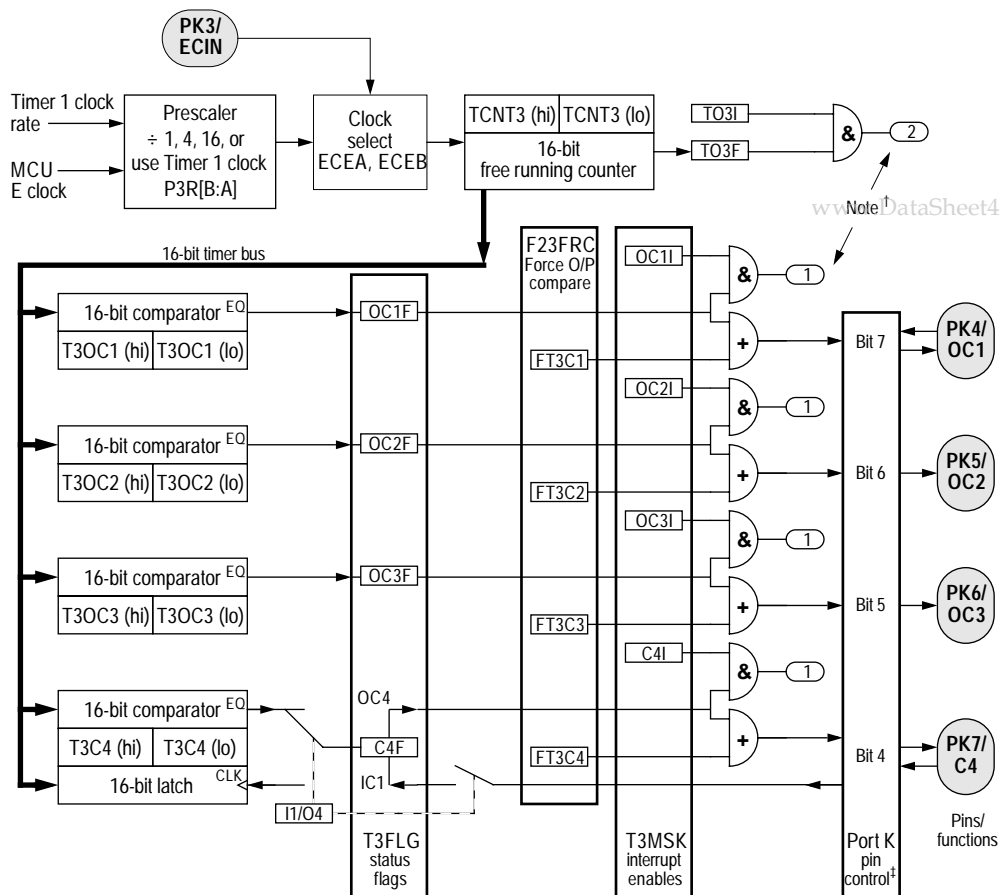 PK3/
ECIN
Timer 1 clock
rate
MCU
E clock
Prescaler
÷ 1, 4, 16, or
use Timer 1 clock
P3R[B:A]
Clock
select
ECEA, ECEB
TCNT3 (hi) TCNT3 (lo)
16-bit
free running counter
TO3I
TO3F
&
2
Note †
www.DataSheet4
16-bit timer bus
F23FRC
Force O/P
compare
OC1I
&
1
16-bit comparator EQ
T3OC1 (hi) T3OC1 (lo)
OC1F
FT3C1
+
Bit 7
PK4/
OC1
OC2I
&
1
16-bit comparator EQ
T3OC2 (hi) T3OC2 (lo)
OC2F
FT3C2
+
Bit 6
PK5/
OC2
OC3I
&
1
16-bit comparator EQ
T3OC3 (hi) T3OC3 (lo)
OC3F
FT3C3
+
Bit 5
PK6/
OC3
C4I
&
1
16-bit comparator EQ
T3C4 (hi) T3C4 (lo)
16-bit latch CLK
OC4
C4F
IC1
I1/O4
FT3C4
+
Bit 4
PK7/
C4
Pins/
functions
T3FLG
status
flags
T3MSK
interrupt
enables
Port K
pin
control‡